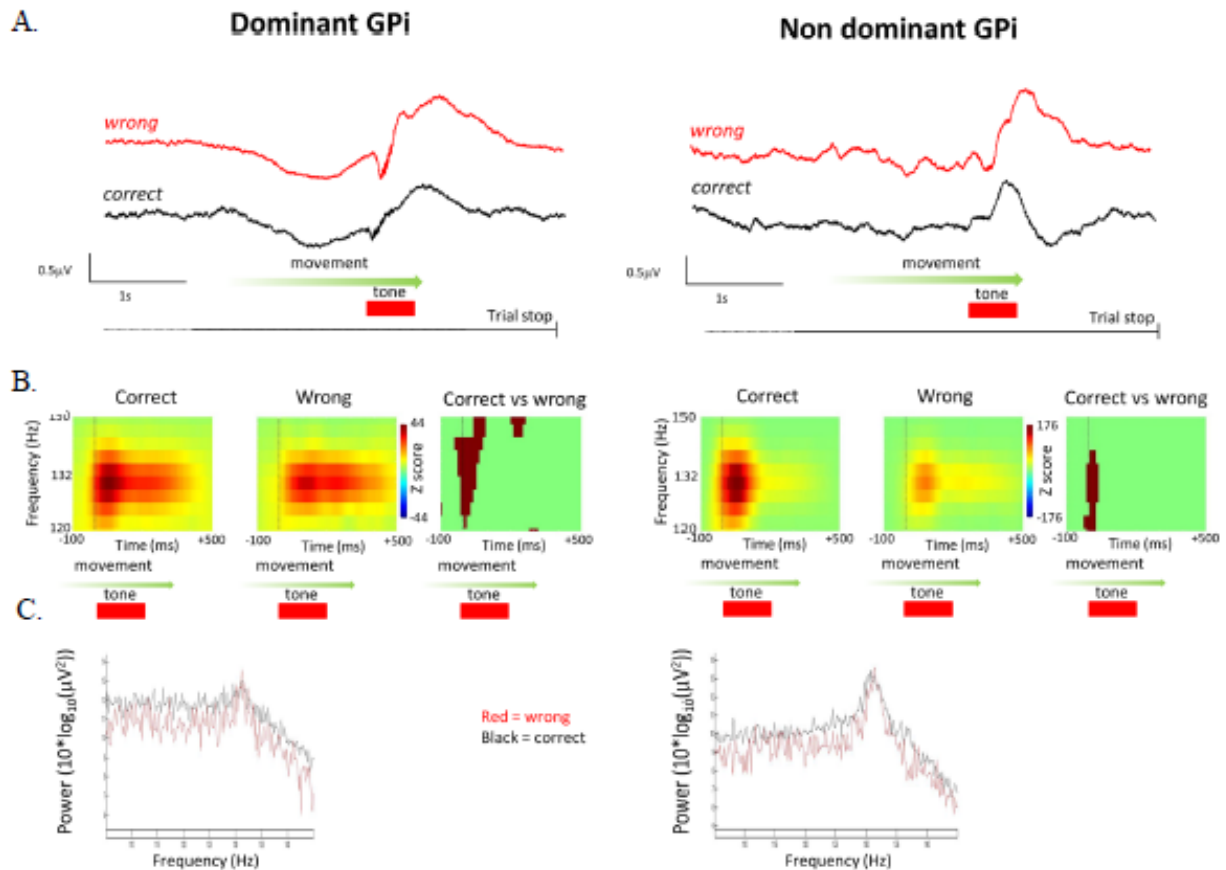 A.
Dominant GPi
Non dominant GPi
wrong
correct
0.5µV
1s
movement
tone
Trial stop
wrong
correct
0.5µV
1s
movement
tone
Trial stop
B.
Correct
Wrong
Correct vs wrong
Frequency (Hz)
150
132
120
44
Z score
-44
-100
Time (ms)
+500
-100
Time (ms)
+500
-100
Time (ms)
+500
movement
tone
movement
tone
movement
tone
Correct
Wrong
Correct vs wrong
Frequency (Hz)
150
132
120
176
Z score
-176
-100
Time (ms)
+500
-100
Time (ms)
+500
-100
Time (ms)
+500
movement
tone
movement
tone
movement
tone
C.
Power (10*log10(µV²))
Frequency (Hz)
Red = wrong
Black = correct
Power (10*log10(µV²))
Frequency (Hz)